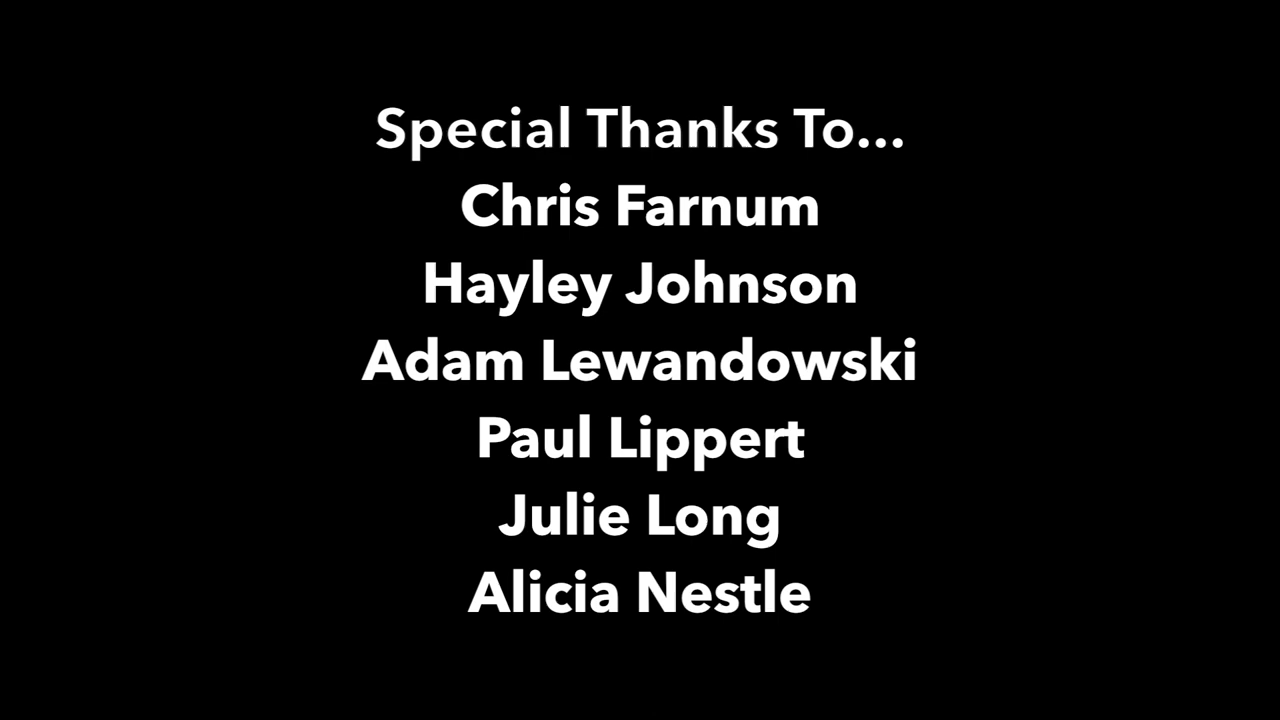 Special Thanks To...
Chris Farnum
Hayley Johnson
Adam Lewandowski
Paul Lippert
Julie Long
Alicia Nestle